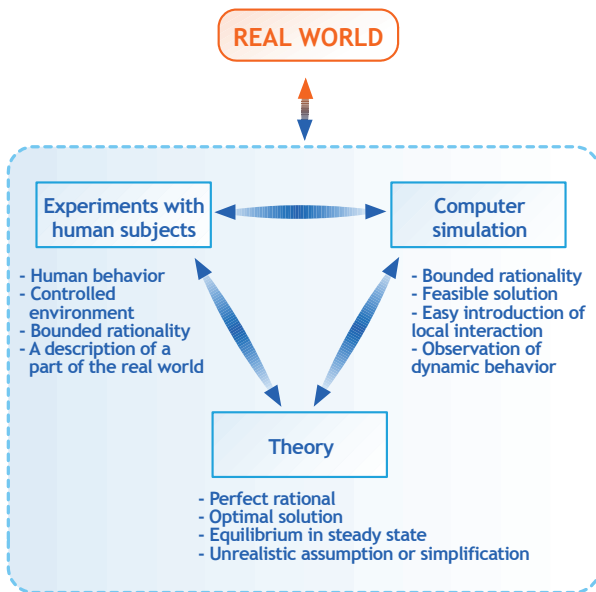 REAL WORLD
Experiments with
human subjects
- Human behavior
- Controlled
environment
- Bounded rationality
- A description of a
part of the real world
Computer
simulation
- Bounded rationality
- Feasible solution
- Easy introduction of
local interaction
- Observation of
dynamic behavior
Theory
- Perfect rational
- Optimal solution
- Equilibrium in steady state
- Unrealistic assumption or simplification